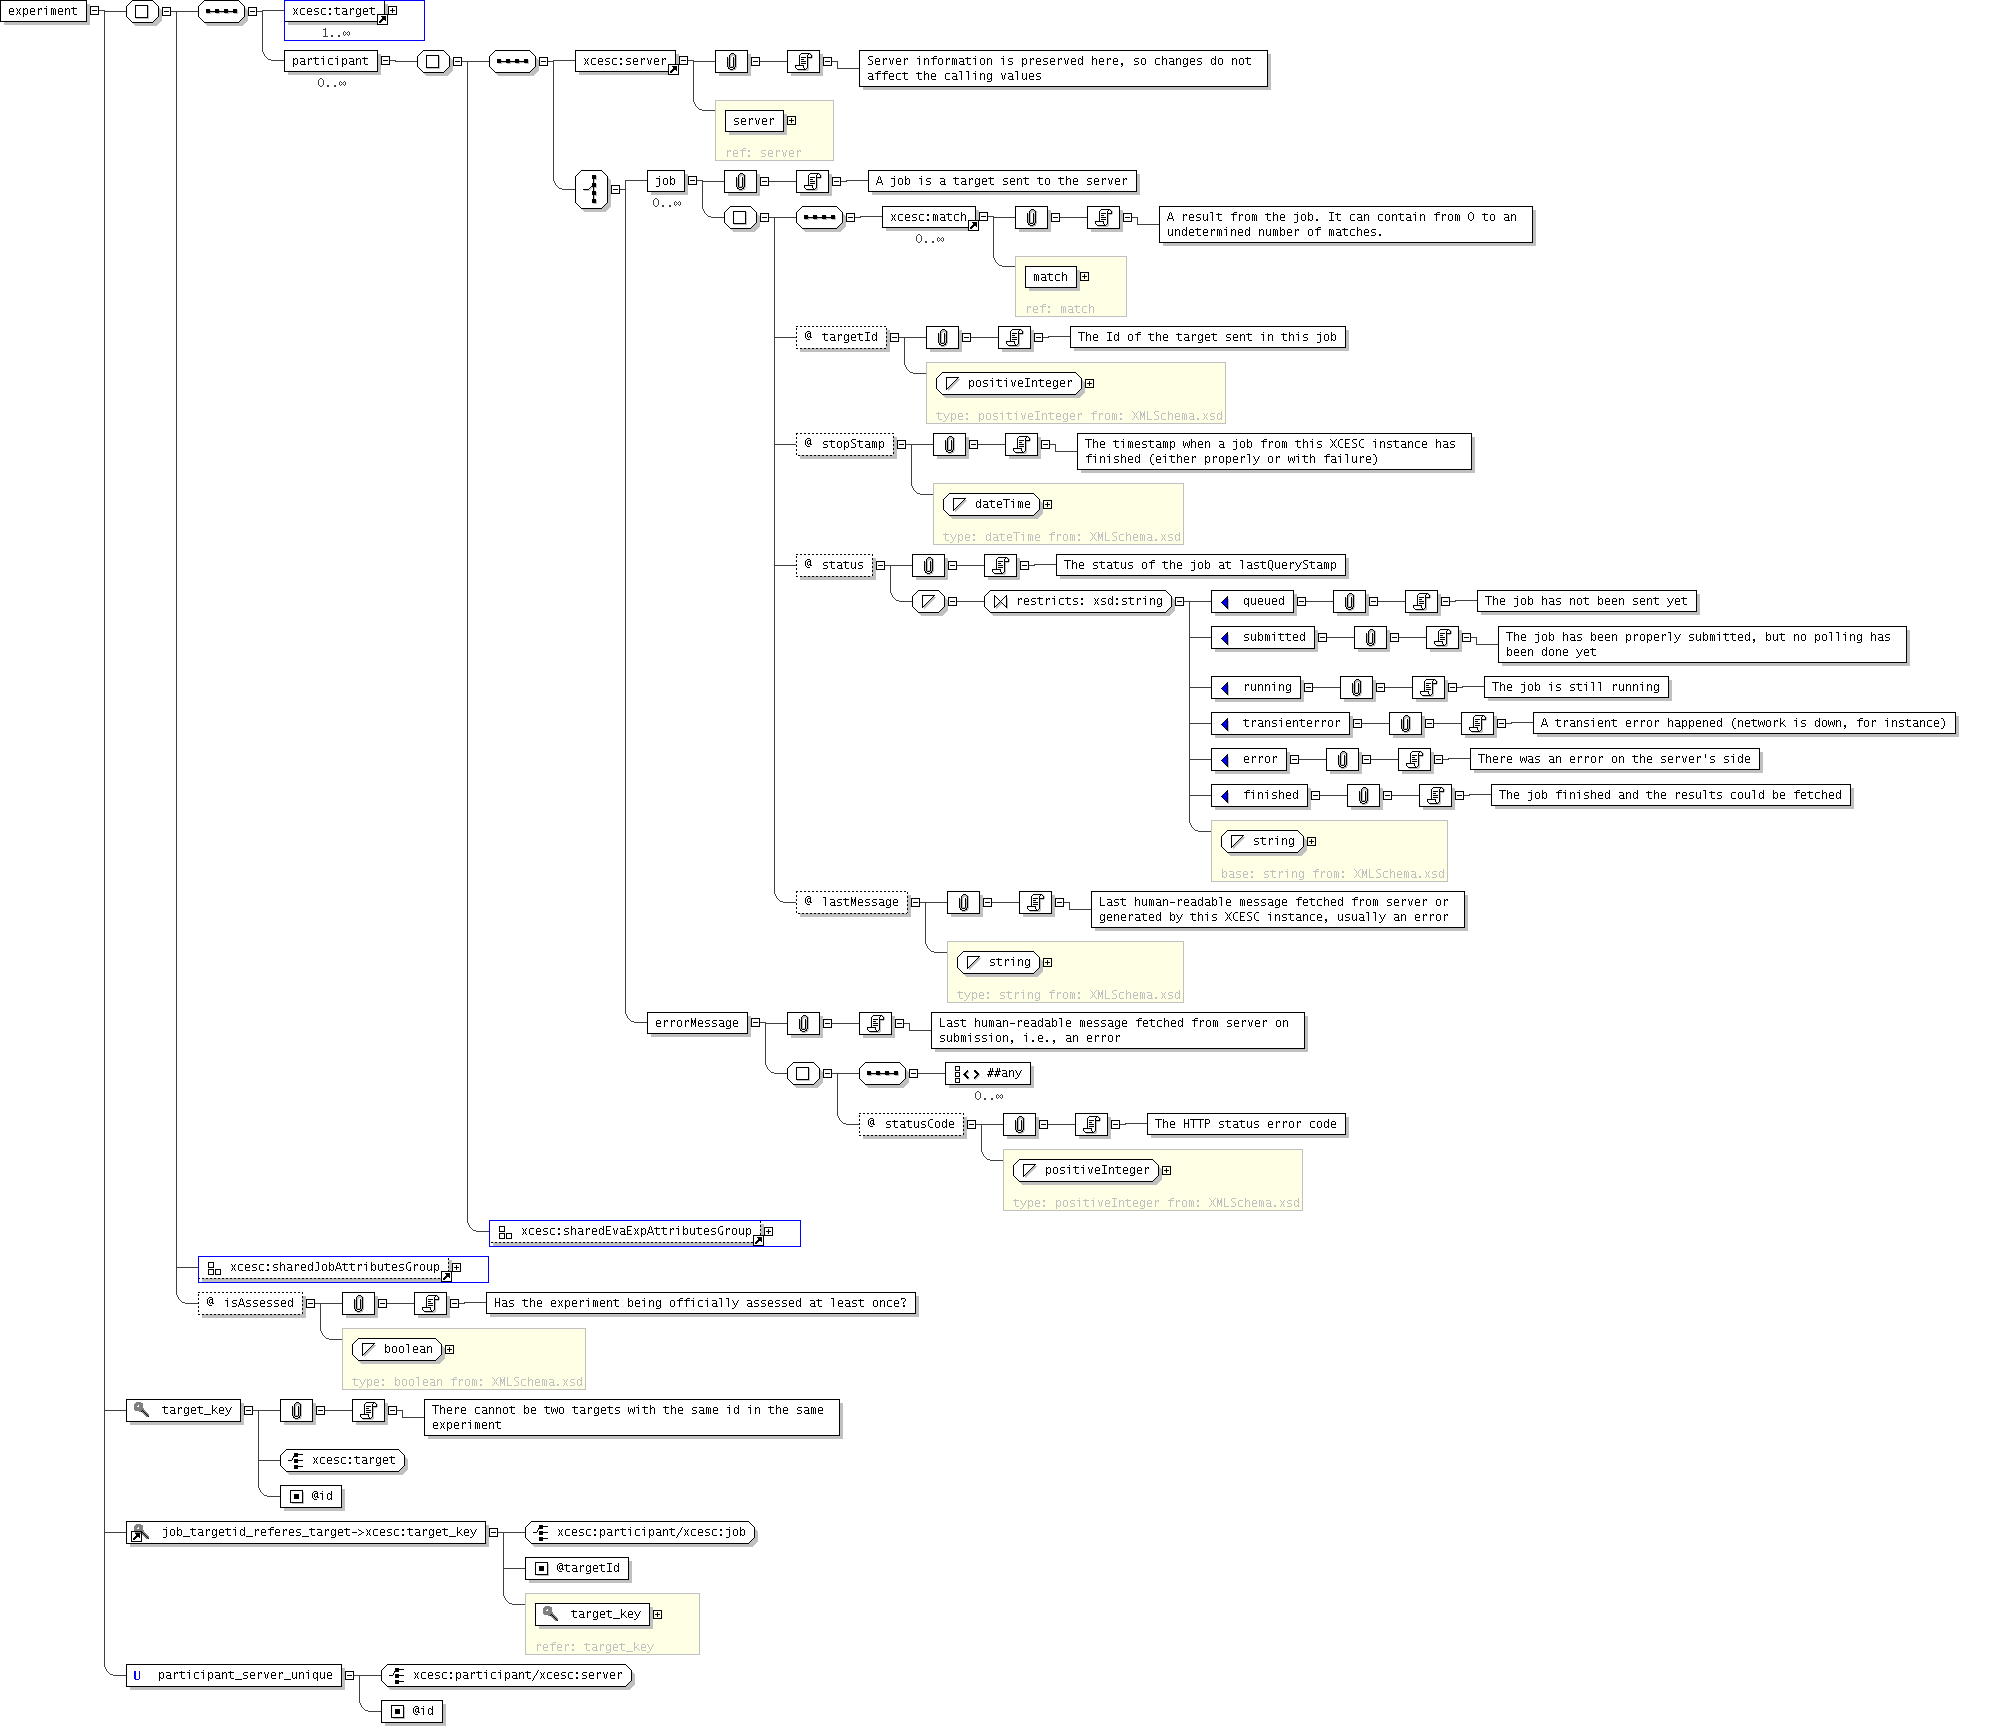 experiment
xcesc:target
1..∞
participant
0..∞
xcesc:server
Server information is preserved here, so changes do not
affect the calling values
server
ref: server
job
0..∞
A job is a target sent to the server
xcesc:match
0..∞
A result from the job. It can contain from 0 to an
undetermined number of matches.
match
ref: match
@ targetId
The Id of the target sent in this job
positiveInteger
type: positiveInteger from: XMLSchema.xsd
@ stopStamp
The timestamp when a job from this XCESC instance has
finished (either properly or with failure)
dateTime
type: dateTime from: XMLSchema.xsd
@ status
The status of the job at lastQueryStamp
restricts: xsd:string
queued
The job has not been sent yet
submitted
The job has been properly submitted, but no polling has
been done yet
running
The job is still running
transienterror
A transient error happened (network is down, for instance)
error
There was an error on the server's side
finished
The job finished and the results could be fetched
string
base: string from: XMLSchema.xsd
@ lastMessage
Last human-readable message fetched from server or
generated by this XCESC instance, usually an error
string
type: string from: XMLSchema.xsd
errorMessage
Last human-readable message fetched from server on
submission, i.e., an error
##any
0..∞
@ statusCode
The HTTP status error code
positiveInteger
type: positiveInteger from: XMLSchema.xsd
xcesc:sharedEvaExpAttributesGroup
xcesc:sharedJobAttributesGroup
@ isAssessed
Has the experiment being officially assessed at least once?
boolean
type: boolean from: XMLSchema.xsd
target_key
There cannot be two targets with the same id in the same
experiment
xcesc:target
@id
job_targetid_referes_target->xcesc:target_key
xcesc:participant/xcesc:job
@targetId
target_key
refer: target_key
U participant_server_unique
xcesc:participant/xcesc:server
@id